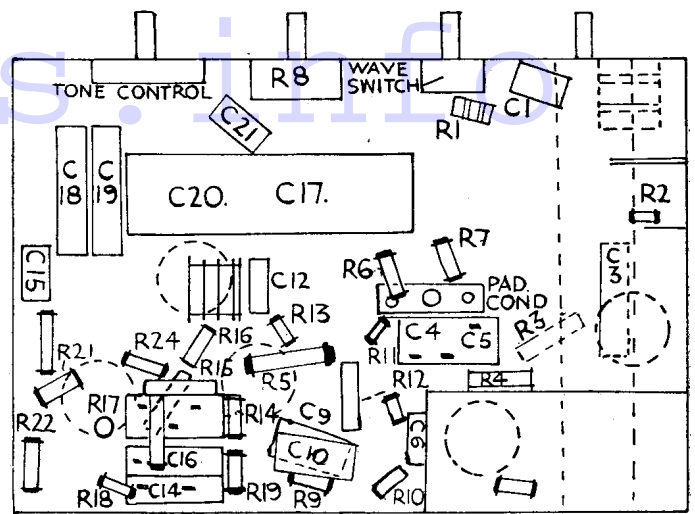 s.info
TONE CONTROL
R8
WAVE
SWITCH
C1
R1
C21
C
18
C
19
C20. C17.
R2
C15
C12
R6
R7
PAD.
COND
C
3
R16
R13
R11
C4
C5
R3
R21
R24
R15
R5
R12
R4
R22
R17
R14
C9
C6
C16
C10
R18
C14
R19
R9
R10